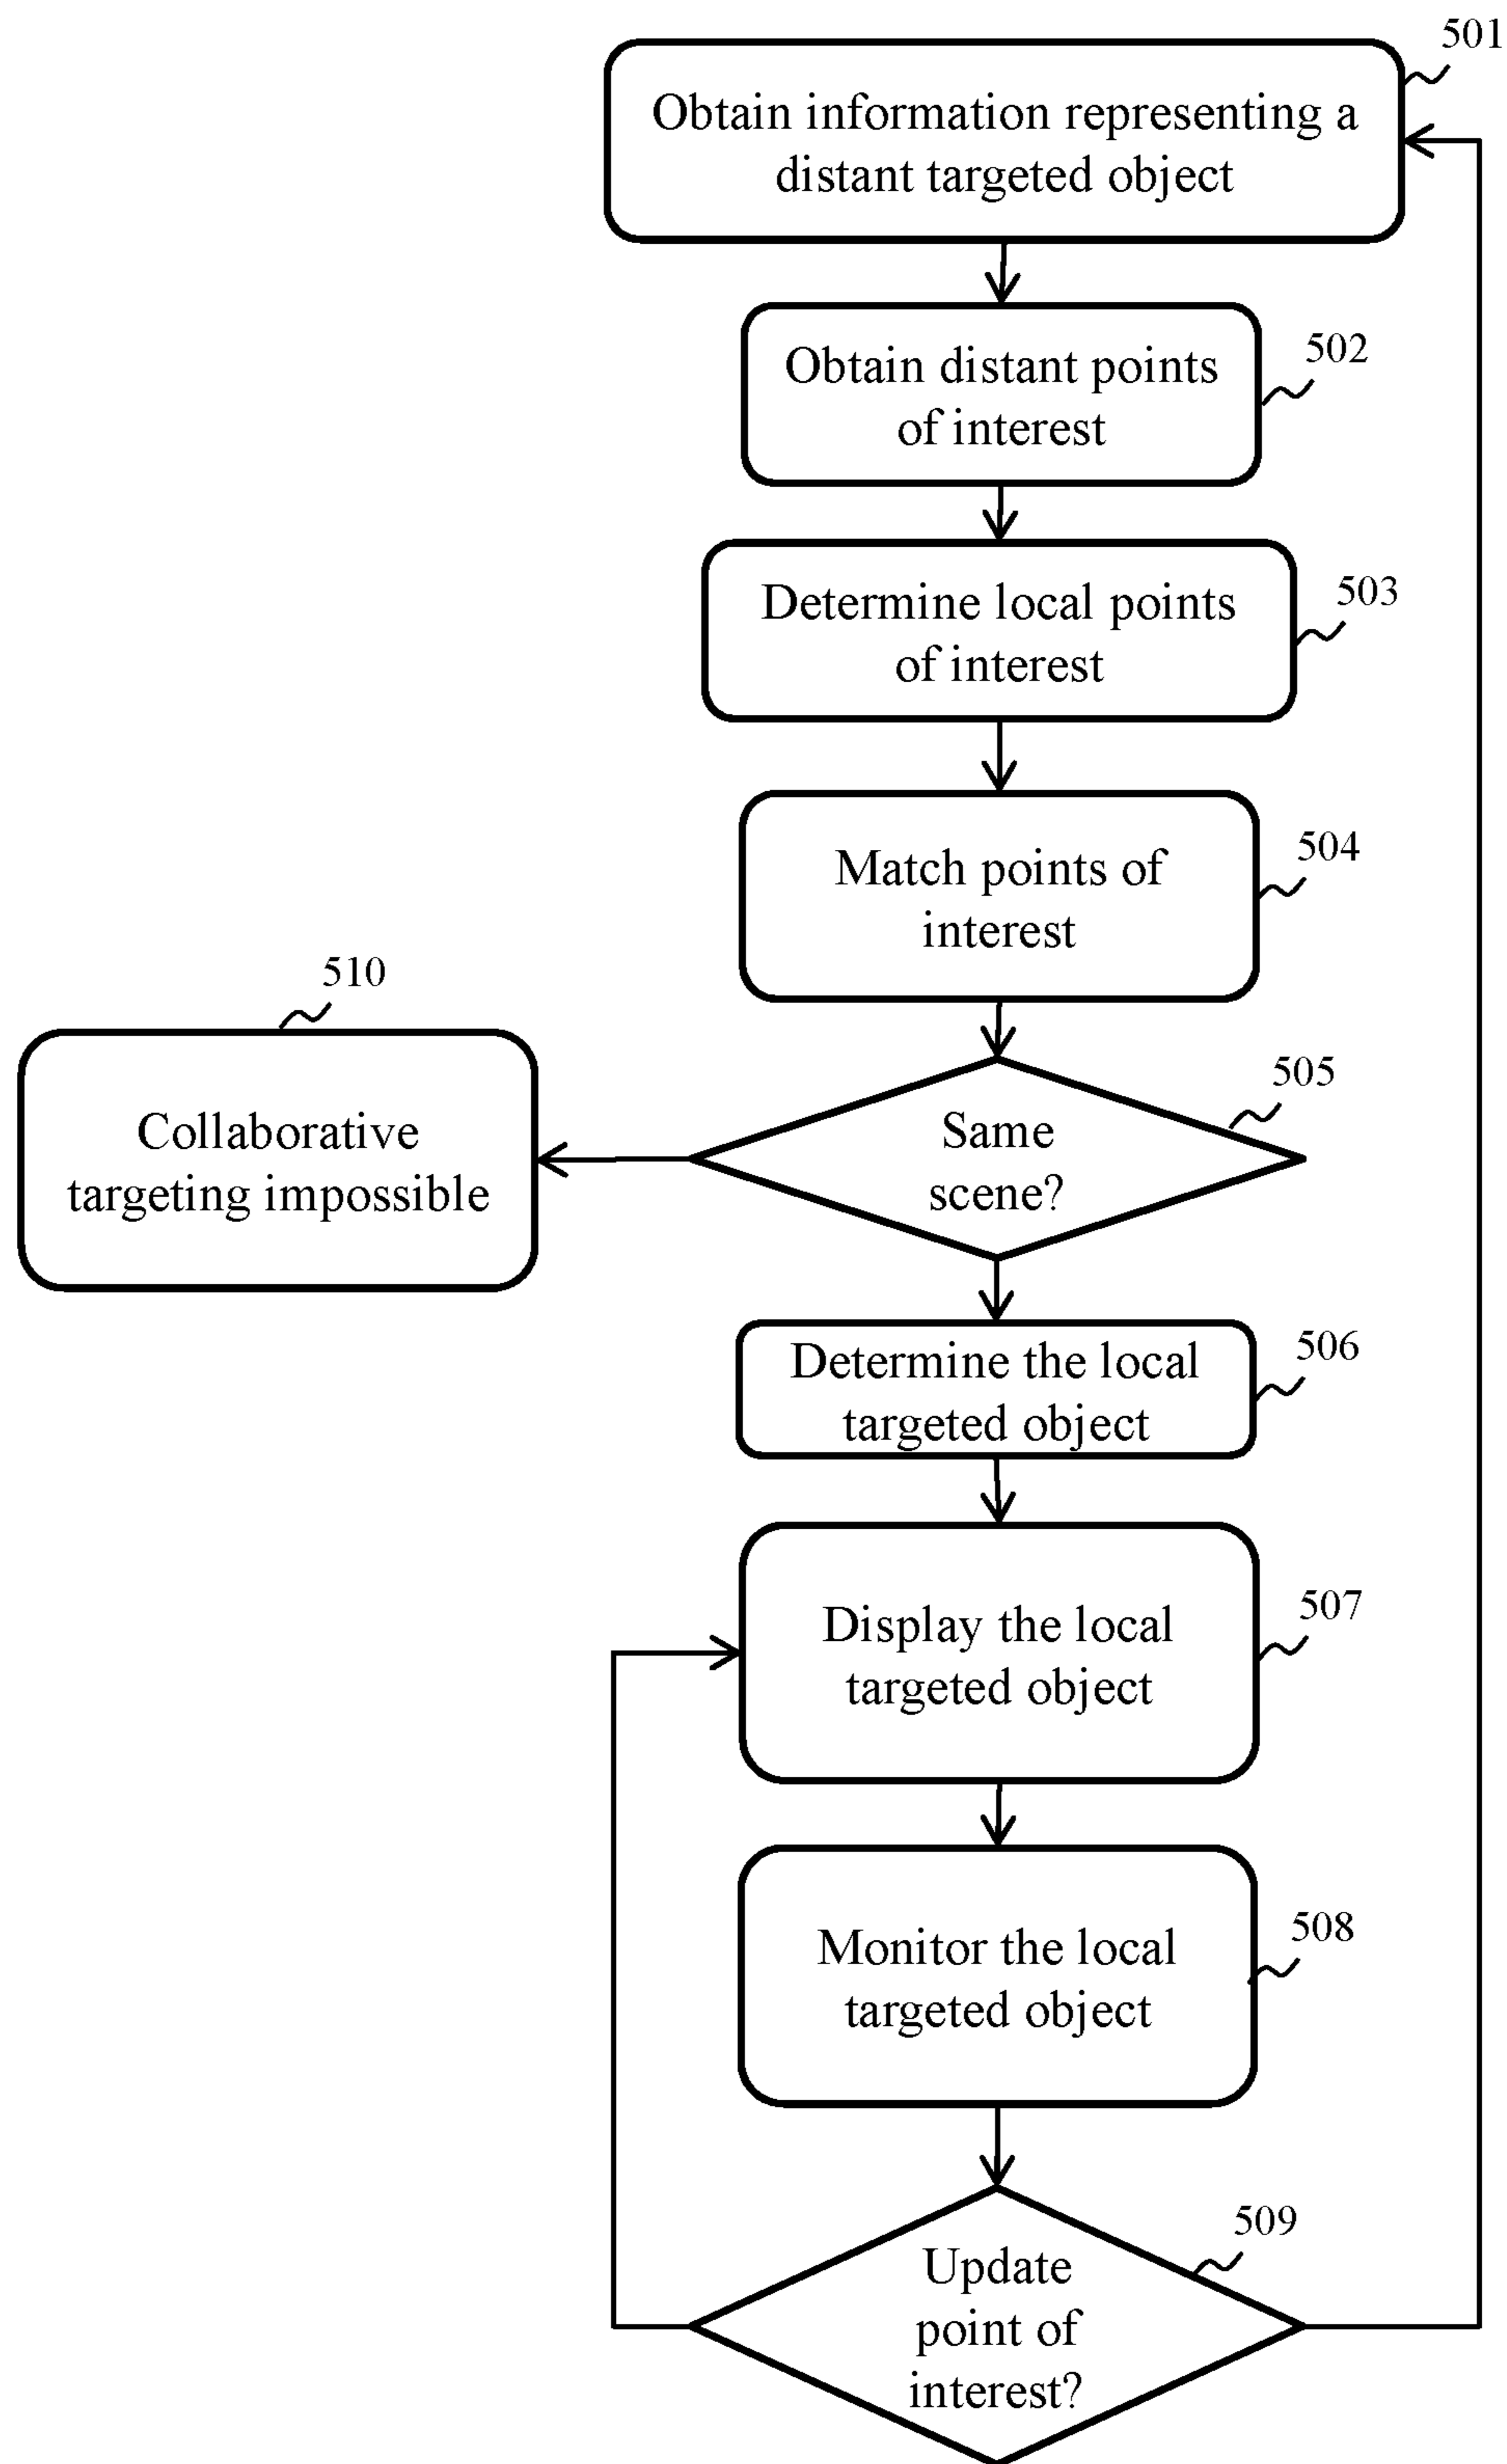 501
Obtain information representing a
distant targeted object
502
Obtain distant points
of interest
503
Determine local points
of interest
504
Match points of
interest
510
Collaborative
targeting impossible
505
Same
scene?
506
Determine the local
targeted object
507
Display the local
targeted object
508
Monitor the local
targeted object
509
Update
point of
interest?